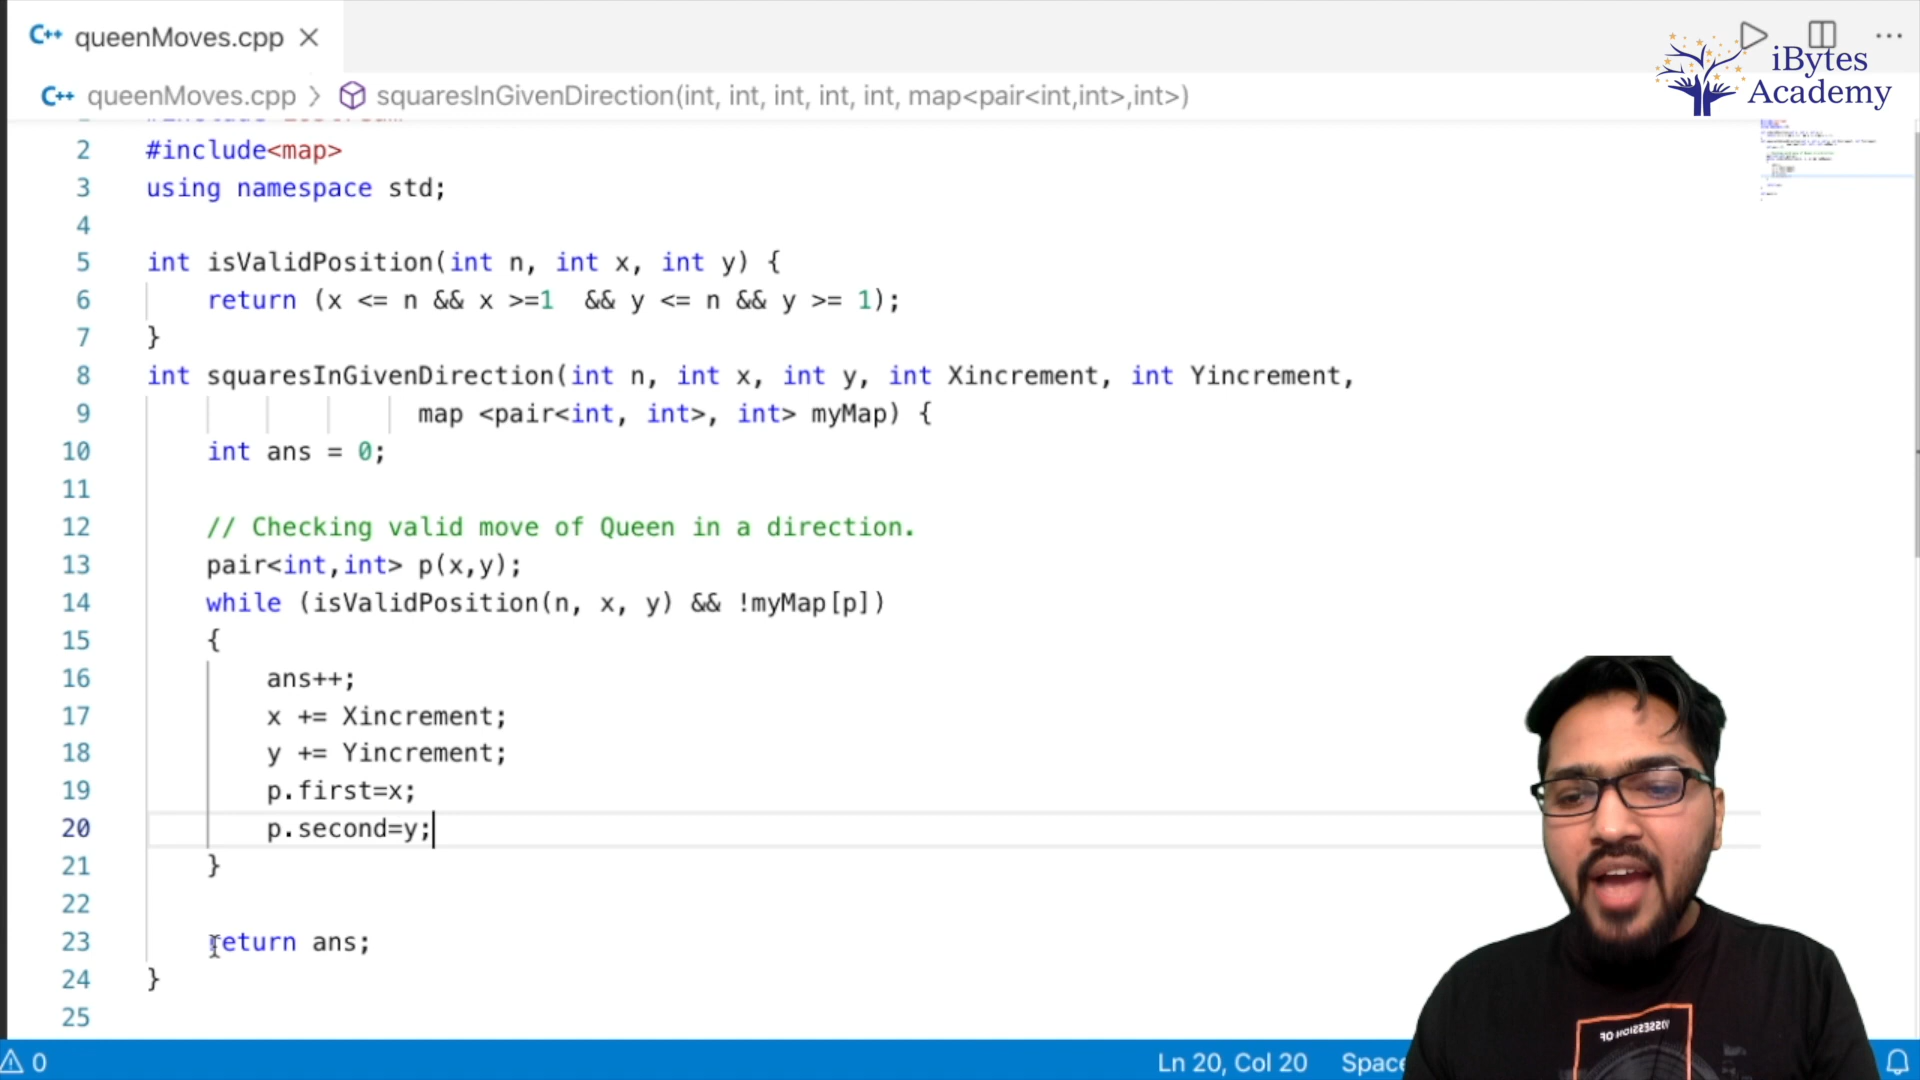 C++ queenMoves.cpp ×
iBytes
Academy
C++ queenMoves.cpp > squaresInGivenDirection(int, int, int, int, int, map<pair<int,int>,int>)
2 #include<map>
3 using namespace std;
4
5 int isValidPosition(int n, int x, int y) {
6 return (x <= n && x >=1  && y <= n && y >= 1);
7 }
8 int squaresInGivenDirection(int n, int x, int y, int Xincrement, int Yincrement,
9 map <pair<int, int>, int> myMap) {
10 int ans = 0;
11
12 // Checking valid move of Queen in a direction.
13 pair<int,int> p(x,y);
14 while (isValidPosition(n, x, y) && !myMap[p])
15 {
16 ans++;
17 x += Xincrement;
18 y += Yincrement;
19 p.first=x;
20 p.second=y;
21 }
22
23 return ans;
24 }
25
0 Ln 20, Col 20 Space